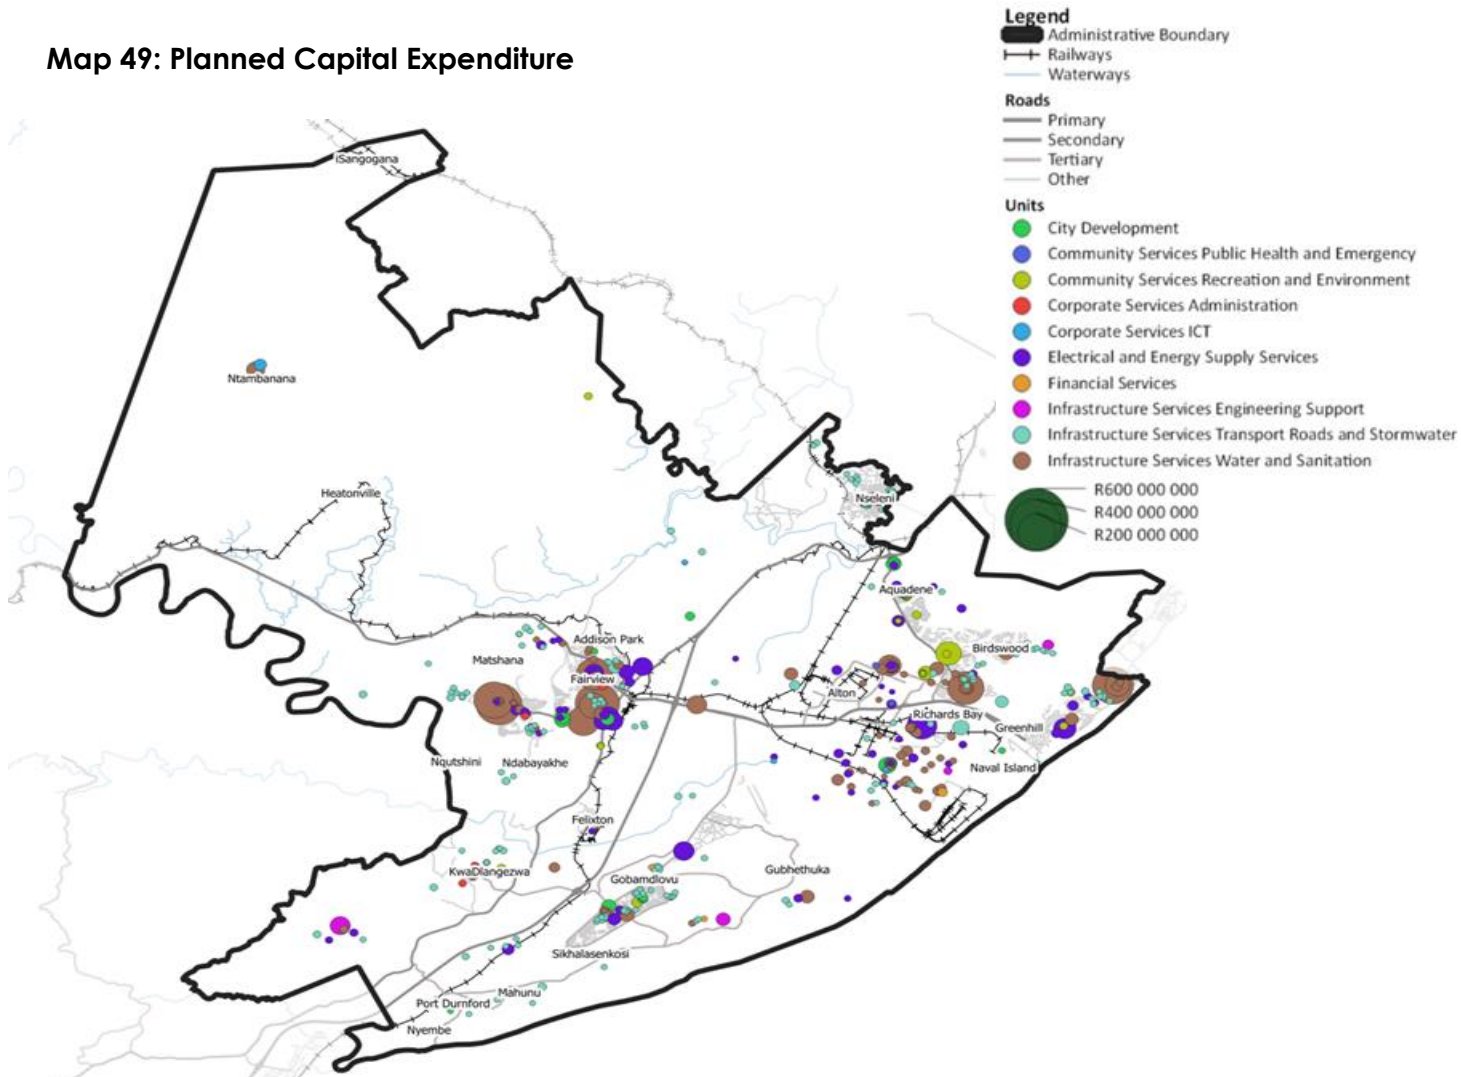 Map 49: Planned Capital Expenditure
Legend
Administrative Boundary
Railways
Waterways
Roads
Primary
Secondary
Tertiary
Other
Units
City Development
Community Services Public Health and Emergency
Community Services Recreation and Environment
Corporate Services Administration
Corporate Services ICT
Electrical and Energy Supply Services
Financial Services
Infrastructure Services Engineering Support
Infrastructure Services Transport Roads and Stormwater
Infrastructure Services Water and Sanitation
R600 000 000
R400 000 000
R200 000 000
iSangogana
Ntambanana
Heatonville
Nseleni
Aquadene
Addison Park
Birdswood
Matshana
Fairview
Alton
Richards Bay
Greenhill
Nqutshini
Ndabayakhe
Naval Island
Felixton
KwaDlangezwa
Gobamdlovu
Gubhethuka
Sikhalasenkosi
Mahunu
Port Durnford
Nyembe